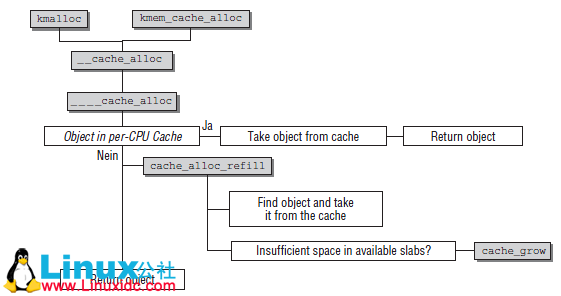 kmalloc
kmem_cache_alloc
__cache_alloc
____cache_alloc
Object in per-CPU Cache
Ja
Take object from cache
Return object
Nein
cache_alloc_refill
Find object and take
it from the cache
Insufficient space in available slabs?
cache_grow
Linux公社
Return object
www.Linuxidc.com